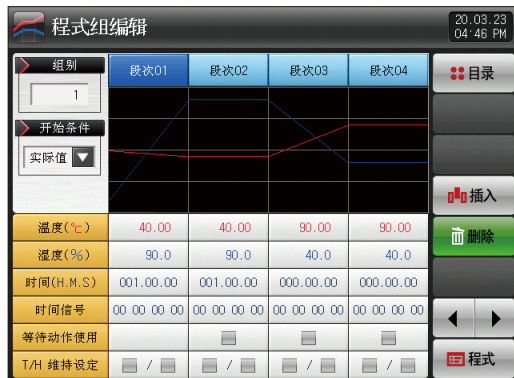 程式组编辑
20.03.23
04:46 PM
组别
1
开始条件
实际值
段次01 段次02 段次03 段次04
温度(℃) 40.00 40.00 90.00 90.00
湿度(%) 90.0 90.0 40.0 40.0
时间(H.M.S) 001.00.00 001.00.00 000.00.00 000.00.00
时间信号 00 00 00 00 00 00 00 00 00 00 00 00 00 00 00 00
等待动作使用
T/H 维持设定 / / / /
目录
插入
删除
程式